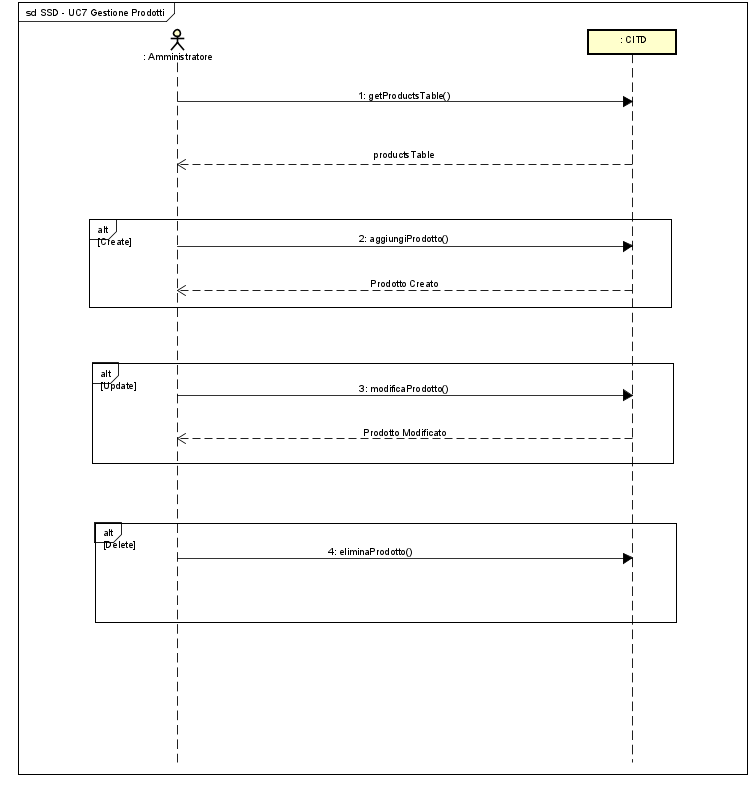 sd SSD - UC7 Gestione Prodotti
: Amministratore
: CITD
1: getProductsTable()
productsTable
alt
[Create]
2: aggiungiProdotto()
Prodotto Creato
alt
[Update]
3: modificaProdotto()
Prodotto Modificato
alt
[Delete]
4: eliminaProdotto()